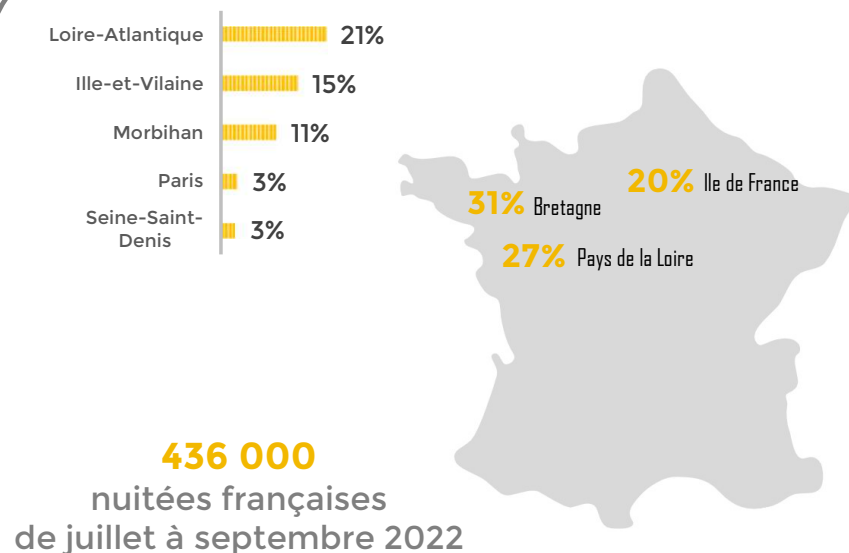 Loire-Atlantique 21%
Ille-et-Vilaine 15%
Morbihan 11%
Paris 3%
Seine-Saint-
Denis 3%
20% Ile de France
31% Bretagne
27% Pays de la Loire
436 000
nuitées françaises
de juillet à septembre 2022